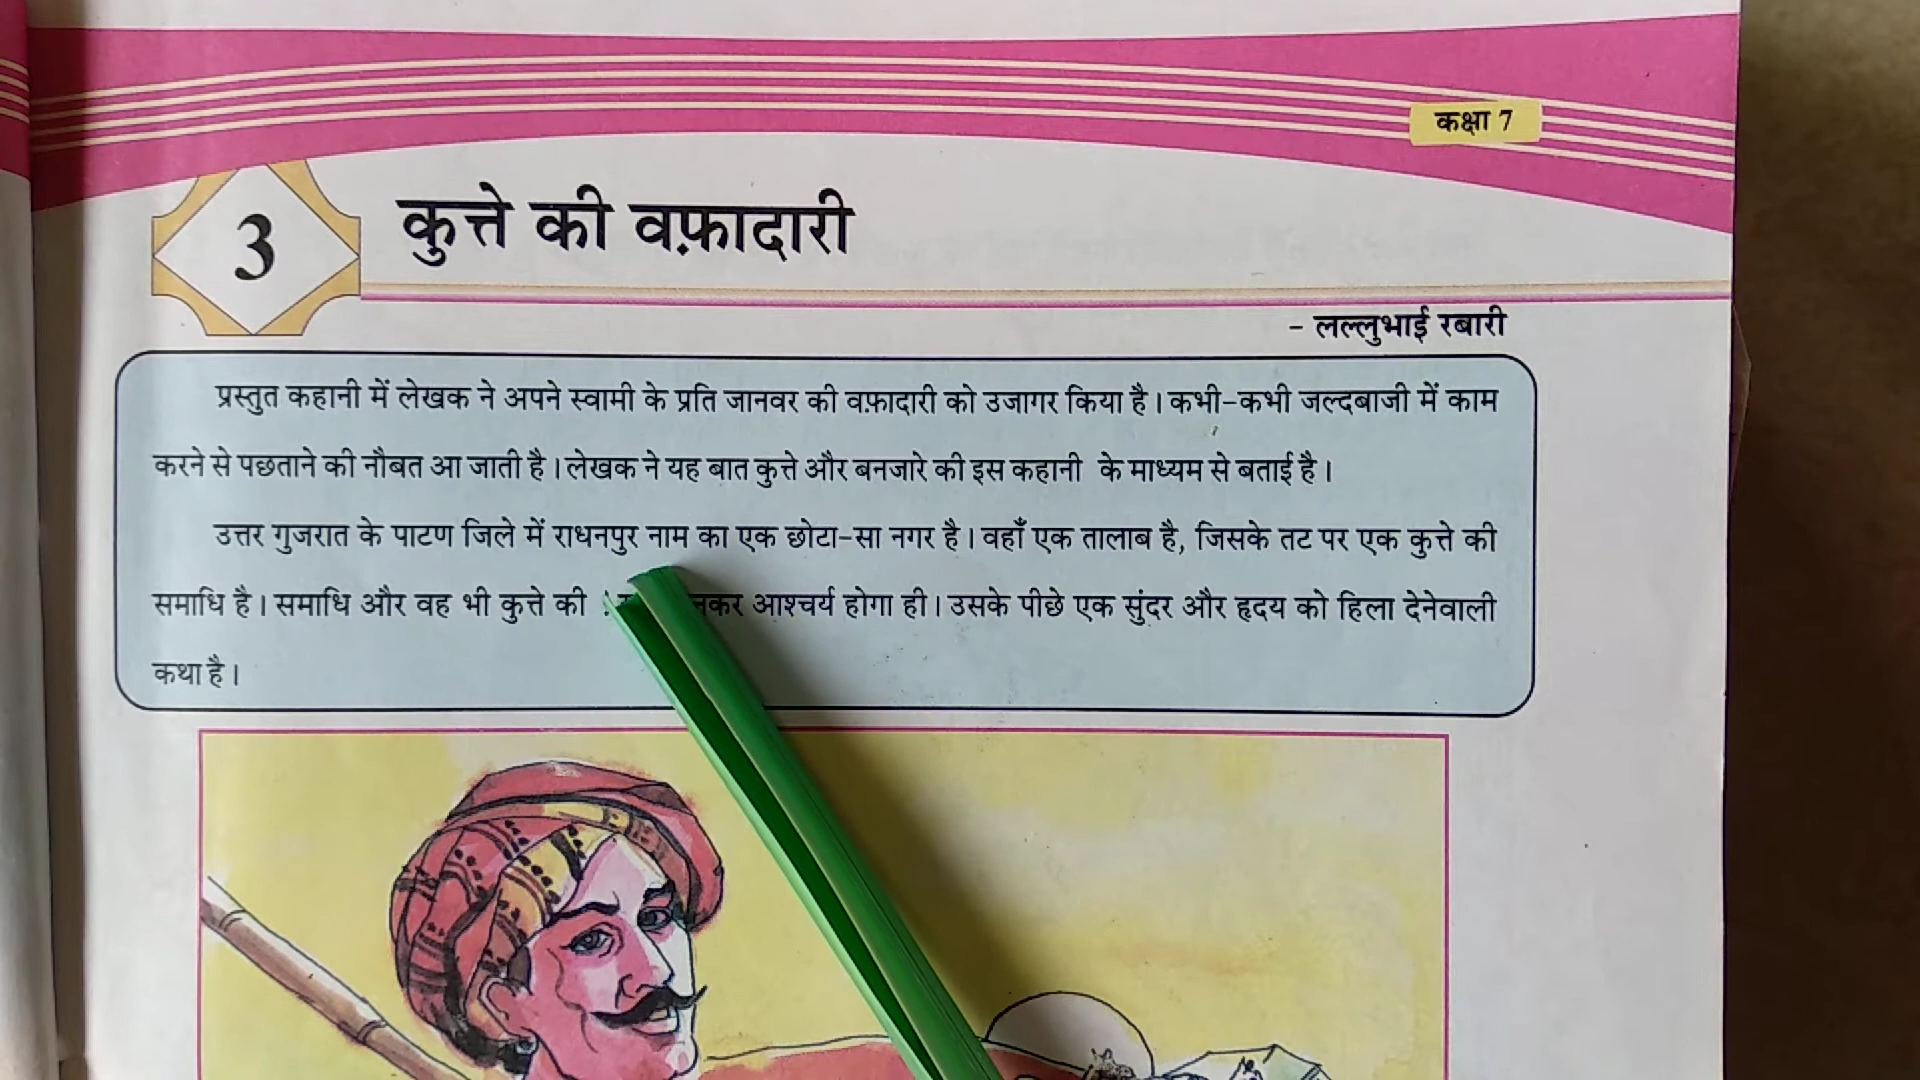 कक्षा 7
3
कुत्ते की वफ़ादारी
- लल्लुभाई रबारी
प्रस्तुत कहानी में लेखक ने अपने स्वामी के प्रति जानवर की वफ़ादारी को उजागर किया है। कभी-कभी जल्दबाजी में काम
करने से पछताने की नौबत आ जाती है। लेखक ने यह बात कुत्ते और बनजारे की इस कहानी के माध्यम से बताई है।
उत्तर गुजरात के पाटण जिले में राधनपुर नाम का एक छोटा-सा नगर है। वहाँ एक तालाब है, जिसके तट पर एक कुत्ते की
समाधि है। समाधि और वह भी कुत्ते की आश्चर्य होगा ही। उसके पीछे एक सुंदर और हृदय को हिला देनेवाली
कथा है।